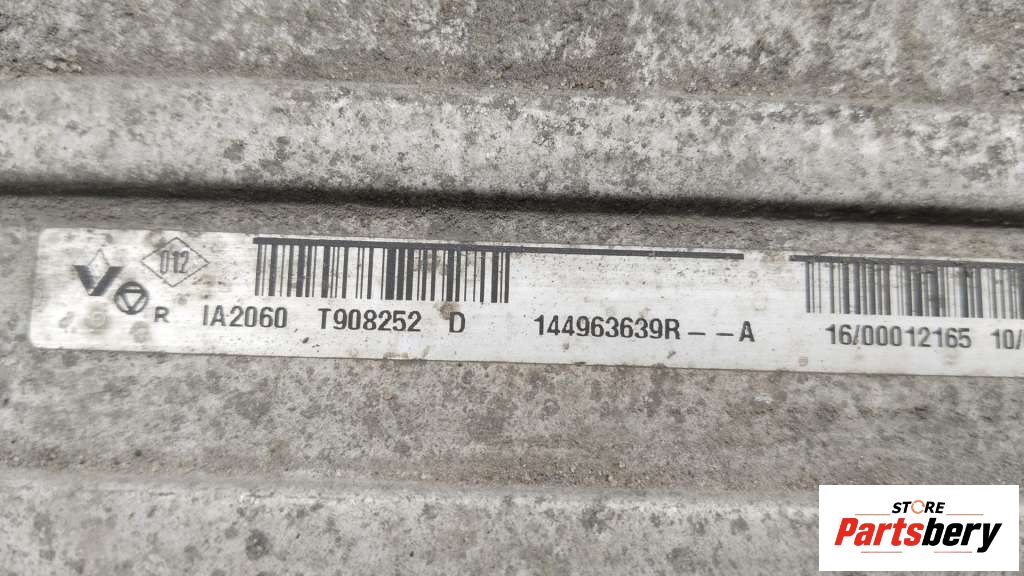 012
R IA2060 T908252 D 144963639R--A 16/00012165 10/
STORE
Partsbery